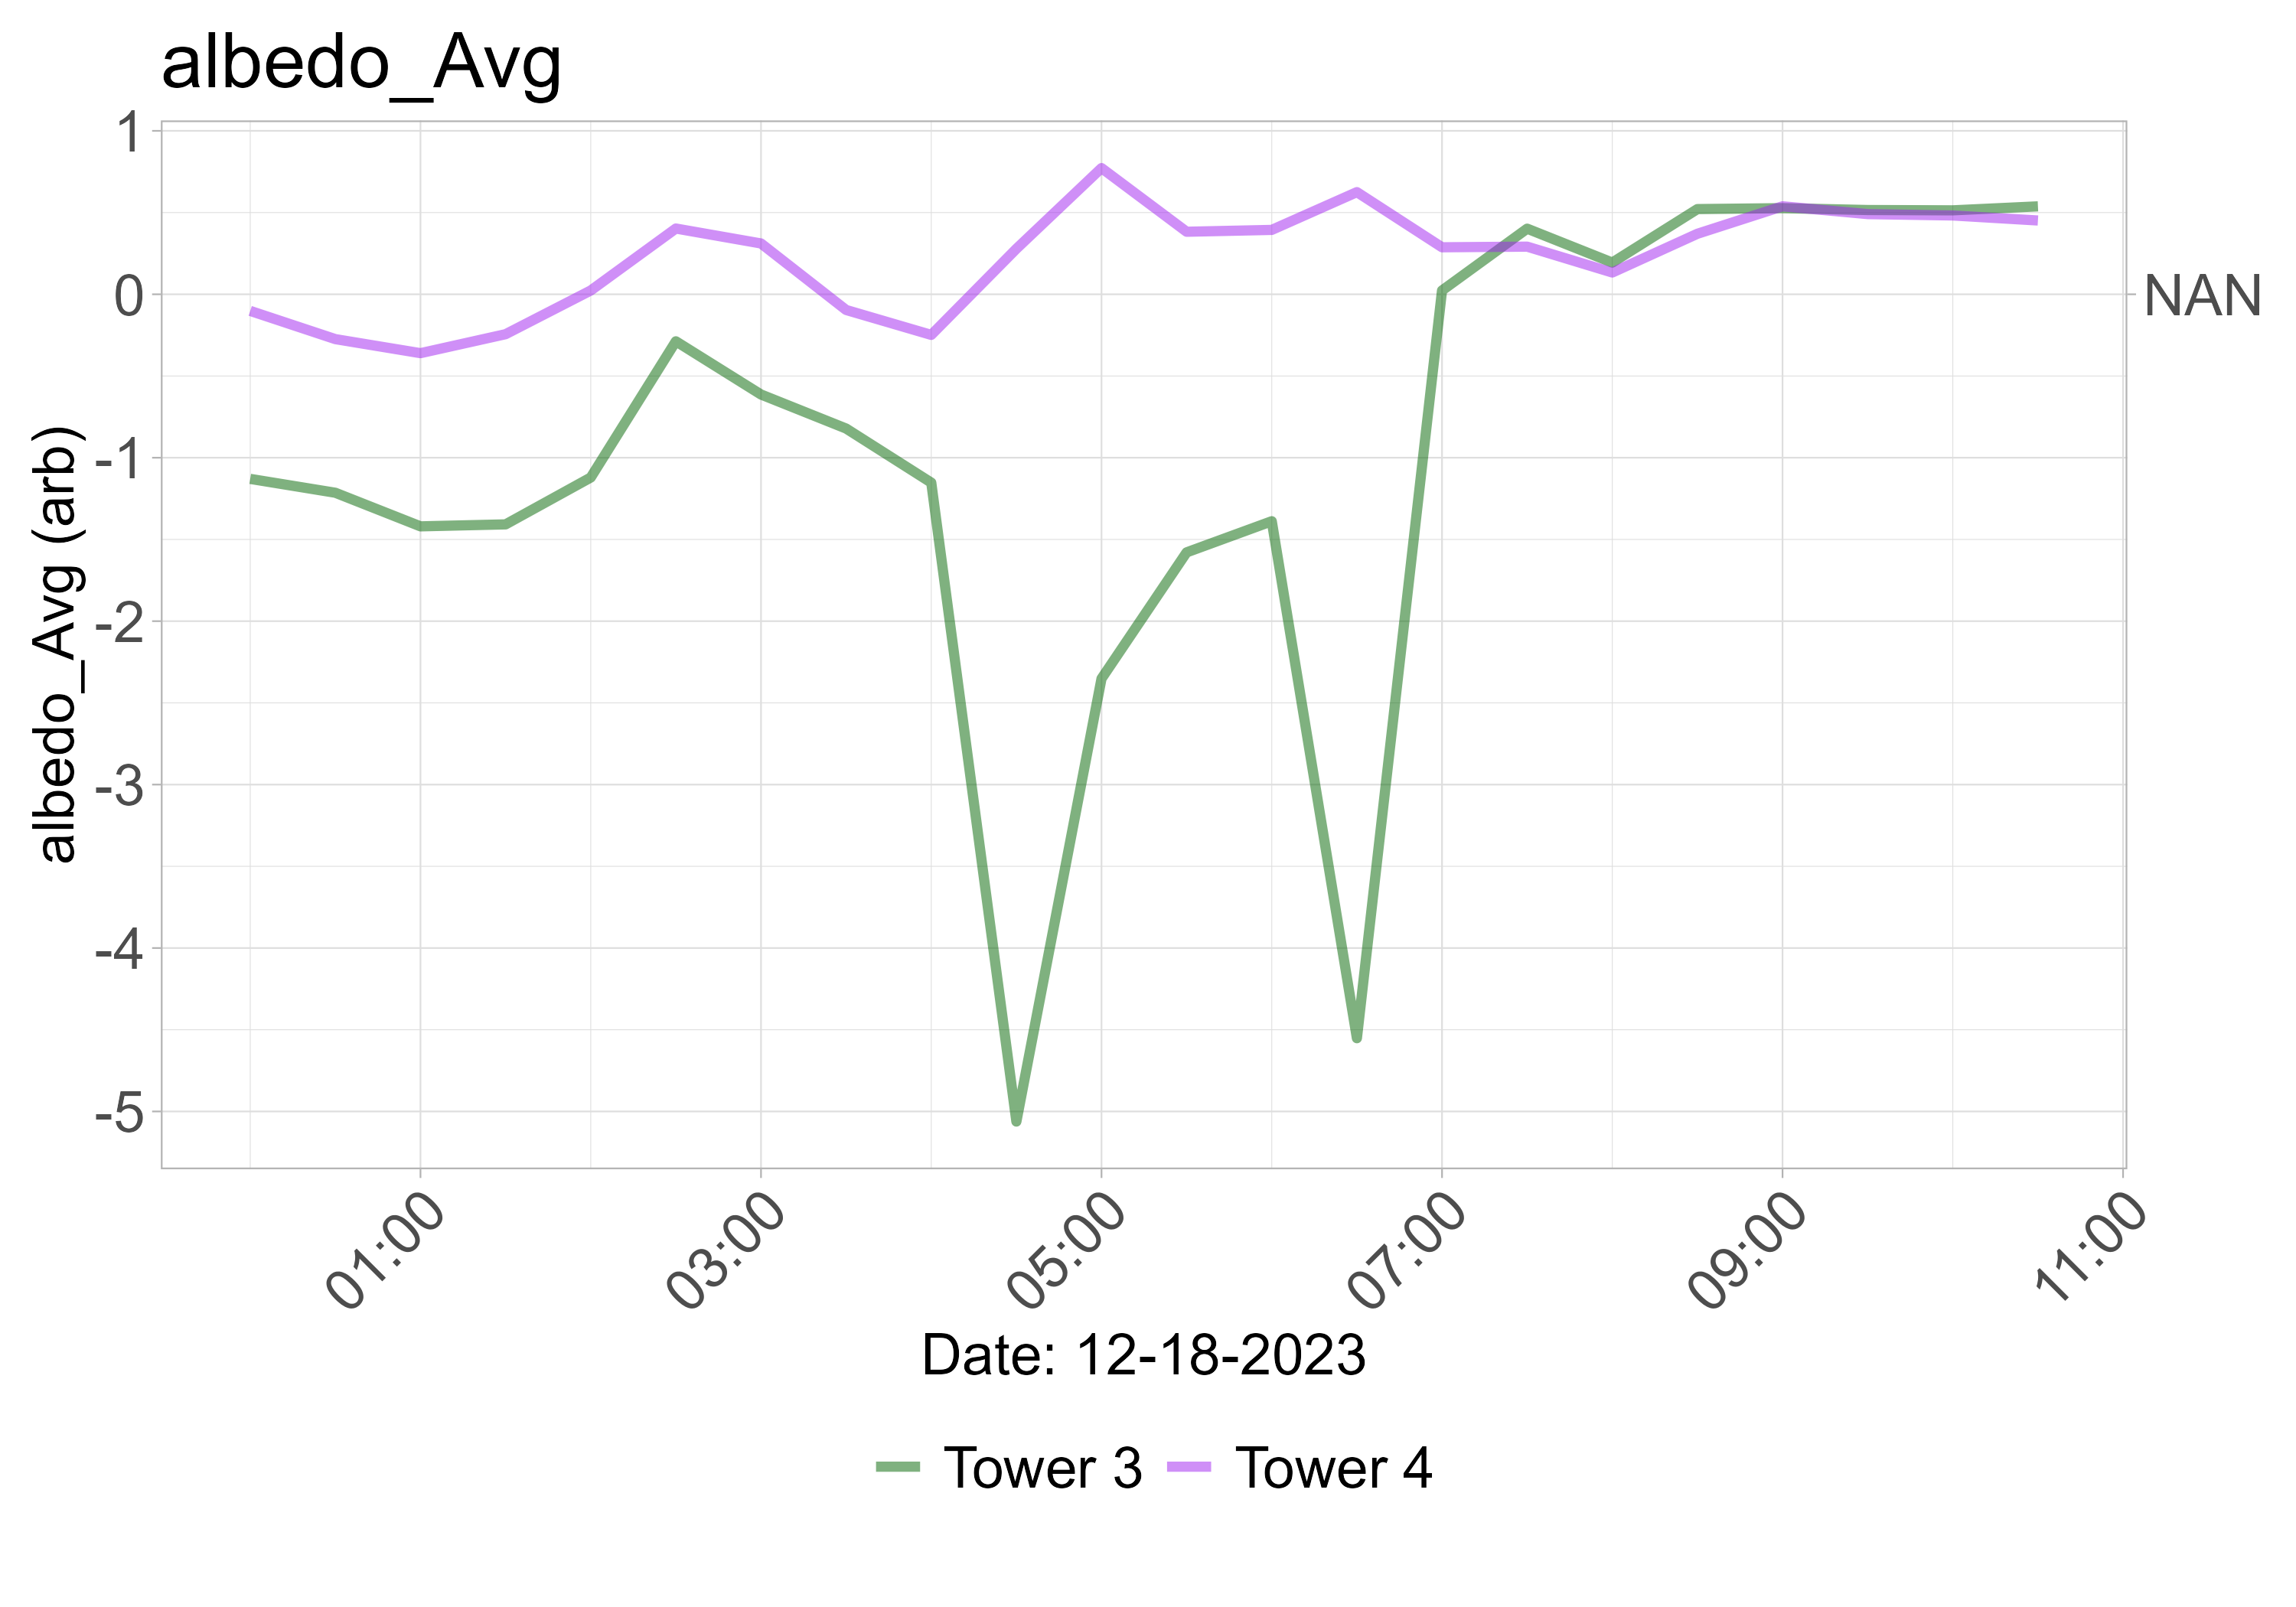 albedo_Avg
albedo_Avg (arb)
1
0
-1
-2
-3
-4
-5
NAN
01:00
03:00
05:00
07:00
09:00
11:00
Date: 12-18-2023
Tower 3
Tower 4